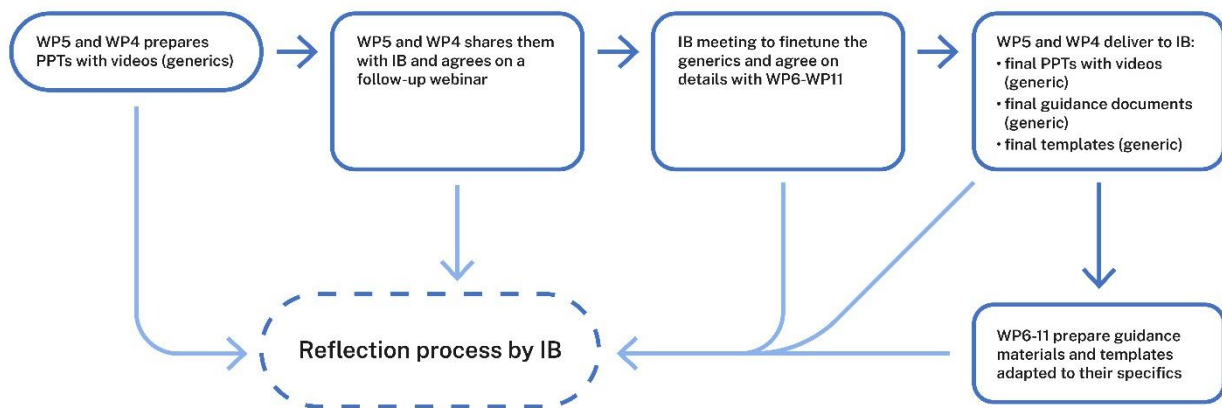 WP5 and WP4 prepares
PPTs with videos (generics)
WP5 and WP4 shares them
with IB and agrees on a
follow-up webinar
IB meeting to finetune the
generics and agree on
details with WP6-WP11
WP5 and WP4 deliver to IB:
• final PPTs with videos
(generic)
• final guidance documents
(generic)
• final templates (generic)
Reflection process by IB
WP6-11 prepare guidance
materials and templates
adapted to their specifics